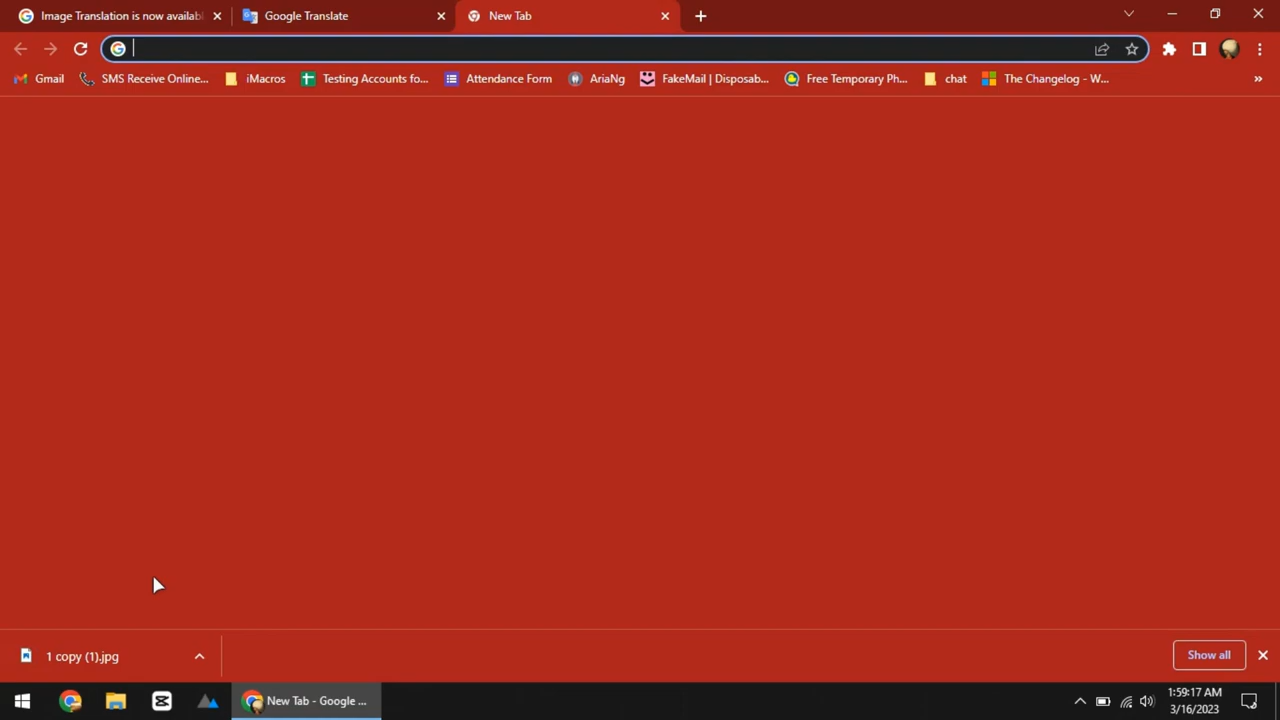 Image Translation is now availab
Google Translate
New Tab
Gmail
SMS Receive Online...
iMacros
Testing Accounts fo...
Attendance Form
AriaNg
FakeMail | Disposab...
Free Temporary Ph...
chat
The Changelog - W...
»
1 copy (1).jpg
Show all
New Tab - Google ...
1:59:17 AM
3/16/2023